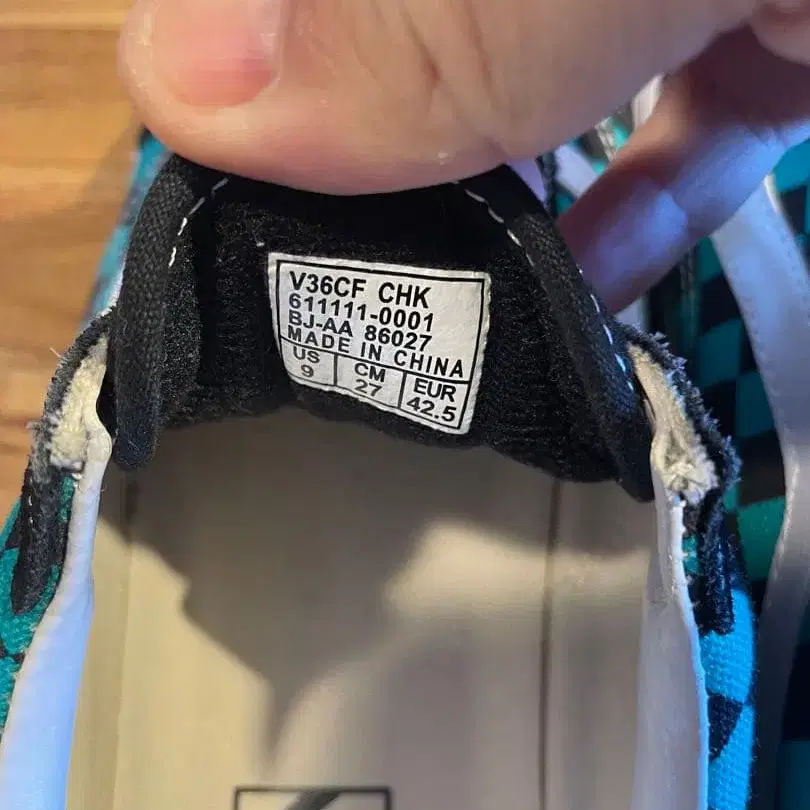 V36CF CHK
611111-0001
BJ-AA 86027
MADE IN CHINA
US CM EUR
9 27 42.5